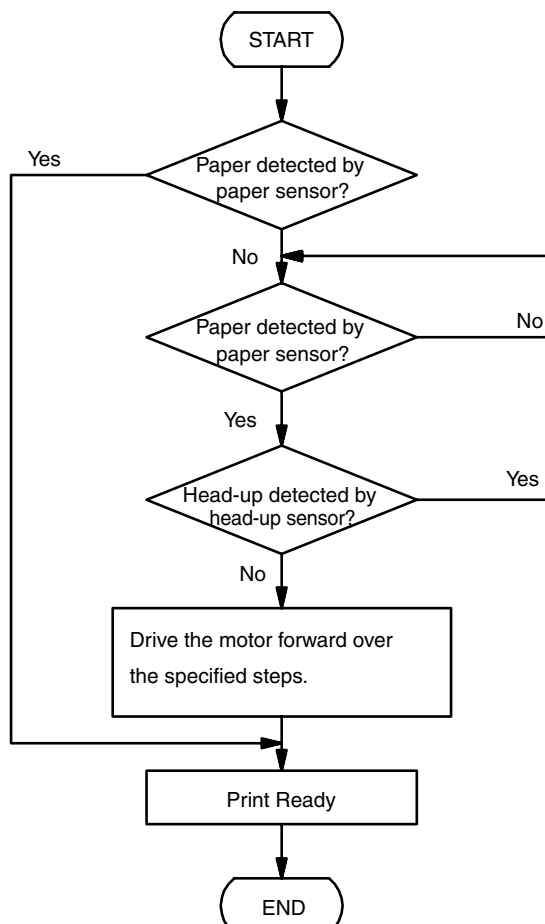 START
Yes
Paper detected by
paper sensor?
No
Paper detected by
paper sensor?
No
Yes
Head-up detected by
head-up sensor?
Yes
No
Drive the motor forward over
the specified steps.
Print Ready
END